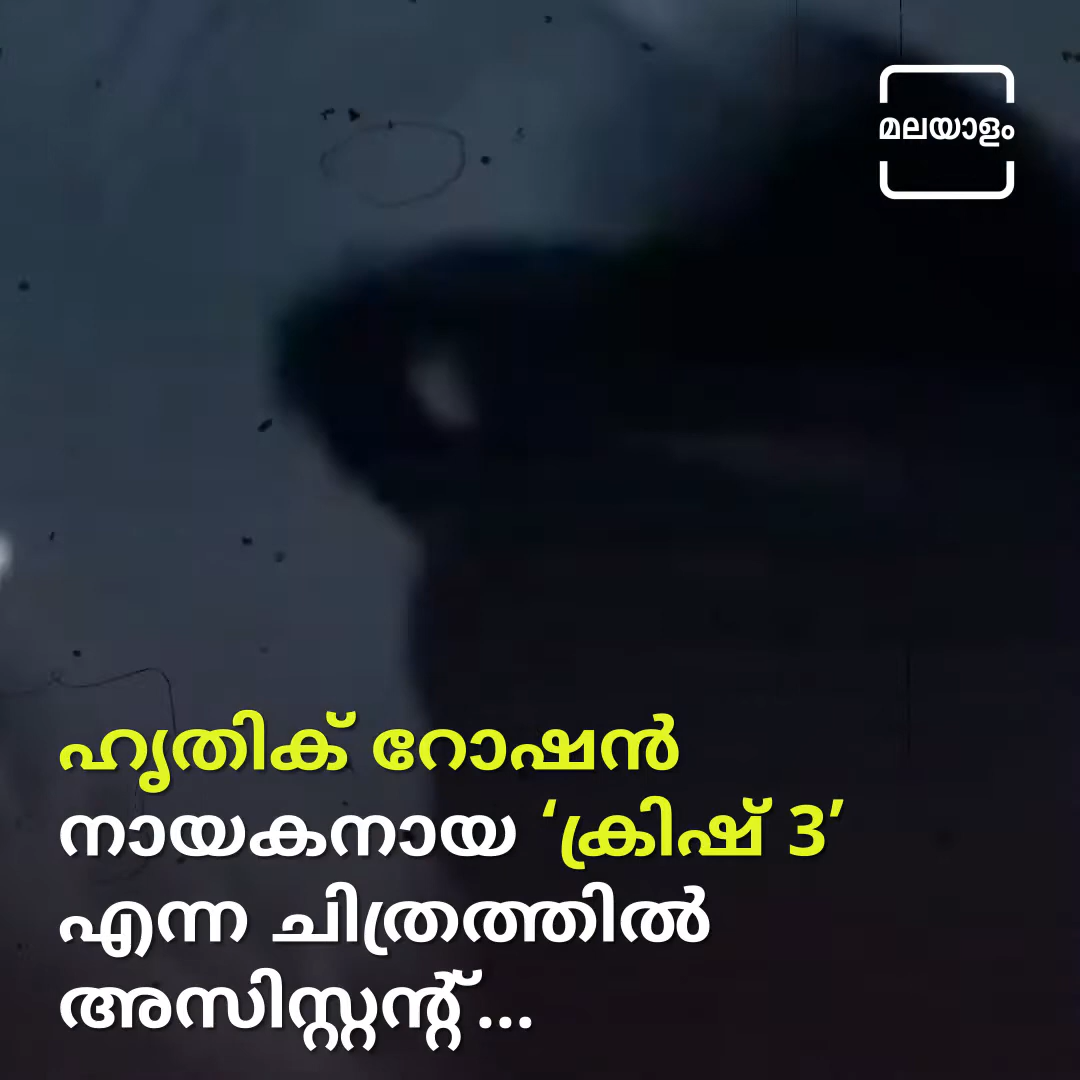 മലയാളം
ഹൃതിക് റോഷൻ
നായകനായ ‘ക്രിഷ് 3’
എന്ന ചിത്രത്തിൽ
അസിസ്റ്റന്റ്...